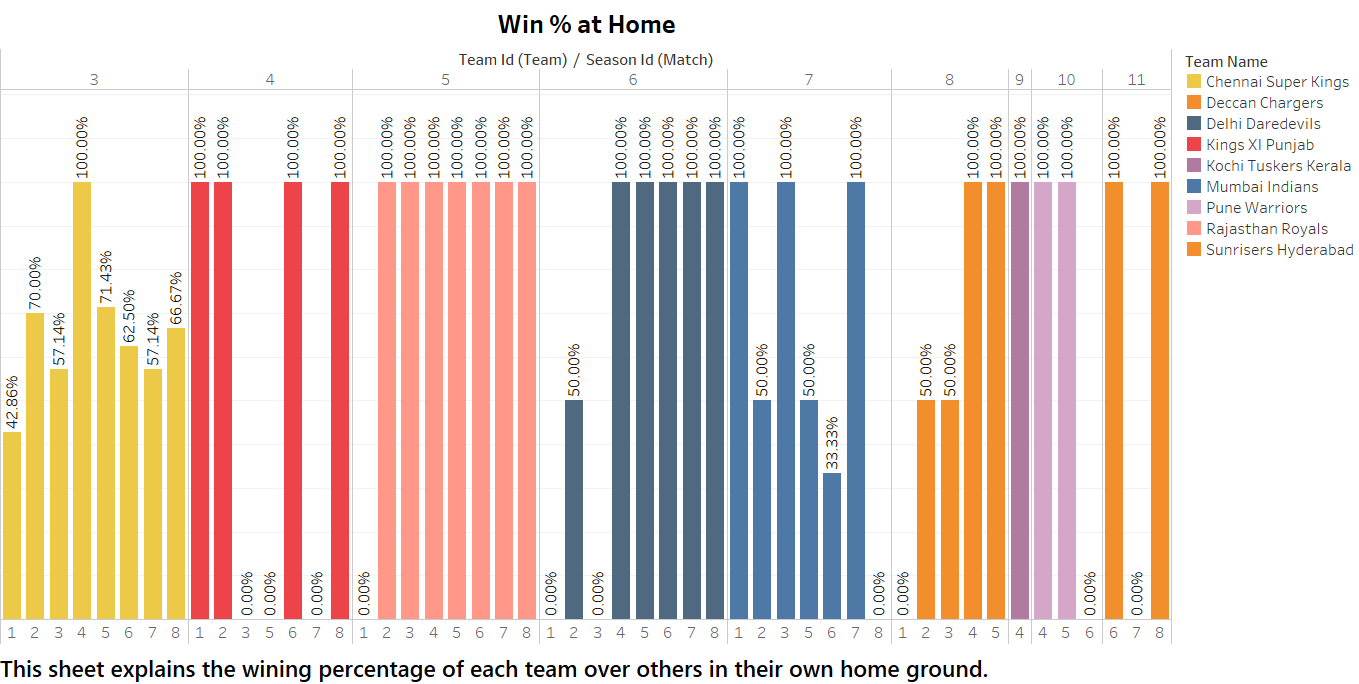 Win % at Home
Team Id (Team) / Season Id (Match)
3 4 5 6 7 8 9 10 11
42.86% 70.00% 57.14% 100.00% 71.43% 62.50% 57.14% 66.67% 100.00% 100.00% 0.00% 0.00% 100.00% 0.00% 100.00% 0.00% 100.00% 100.00% 100.00% 100.00% 100.00% 100.00% 100.00% 0.00% 50.00% 0.00% 100.00% 100.00% 100.00% 100.00% 100.00% 100.00% 50.00% 100.00% 50.00% 33.33% 100.00% 0.00% 0.00% 50.00% 50.00% 100.00% 100.00% 100.00% 100.00% 100.00% 0.00% 100.00% 0.00% 100.00%
1 2 3 4 5 6 7 8 1 2 3 5 6 7 8 1 2 3 4 5 6 7 8 1 2 3 4 5 6 7 8 1 2 3 5 6 7 8 1 2 3 4 5 4 4 5 6 6 7 8
Team Name
Chennai Super Kings
Deccan Chargers
Delhi Daredevils
Kings XI Punjab
Kochi Tuskers Kerala
Mumbai Indians
Pune Warriors
Rajasthan Royals
Sunrisers Hyderabad
This sheet explains the wining percentage of each team over others in their own home ground.